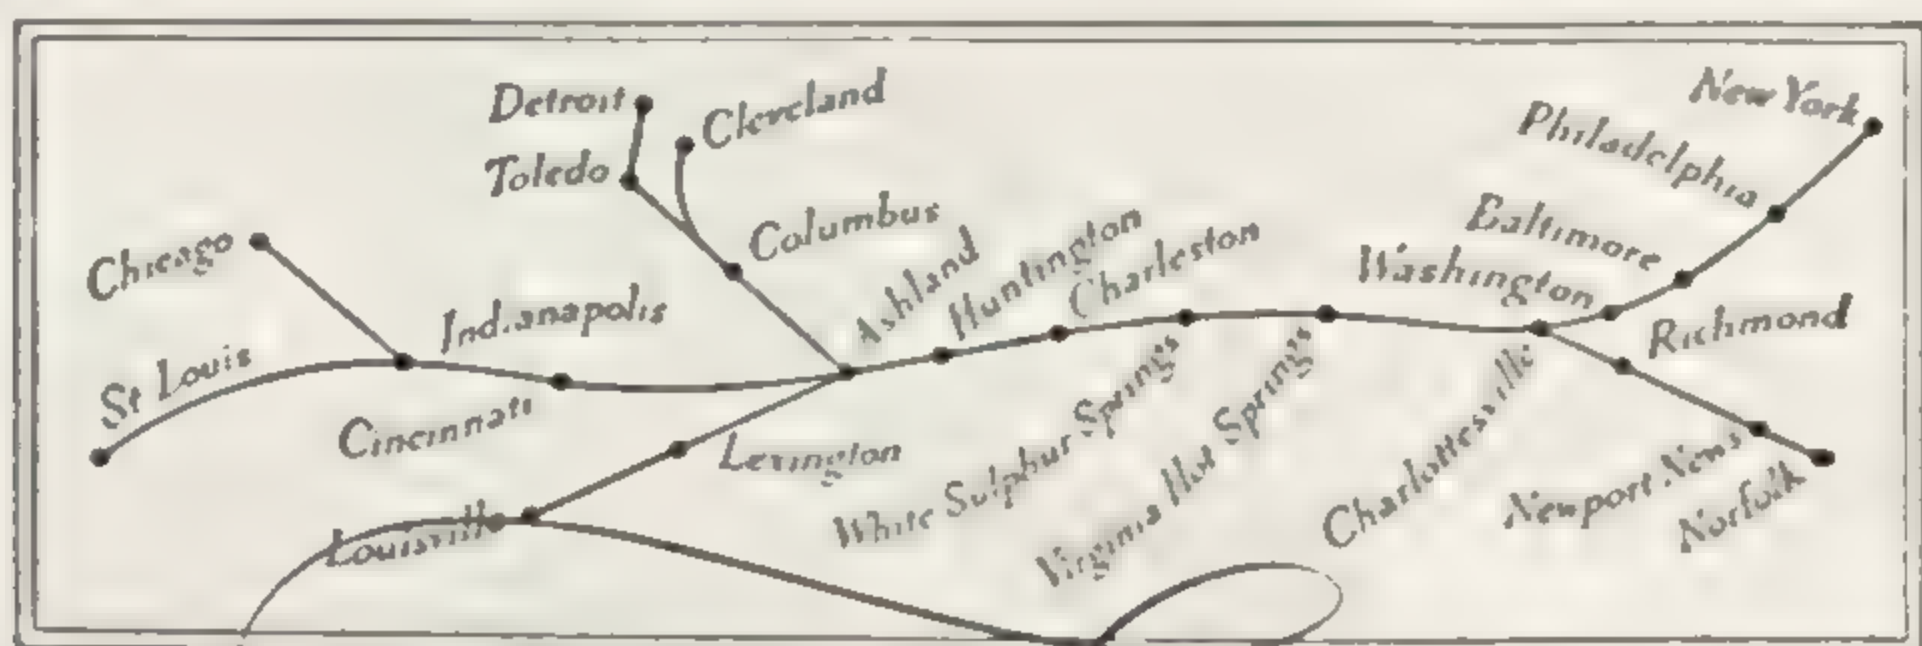 Detroit
Cleveland
New York
Philadelphia
Toledo
Columbus
Baltimore
Chicago
Ashland
Huntington
Charleston
Washington
Indianapolis
Richmond
St Louis
Cincinnati
Lexington
White Sulphur Springs
Virginia Hot Springs
Charlottesville
Newport News
Norfolk
Louisville